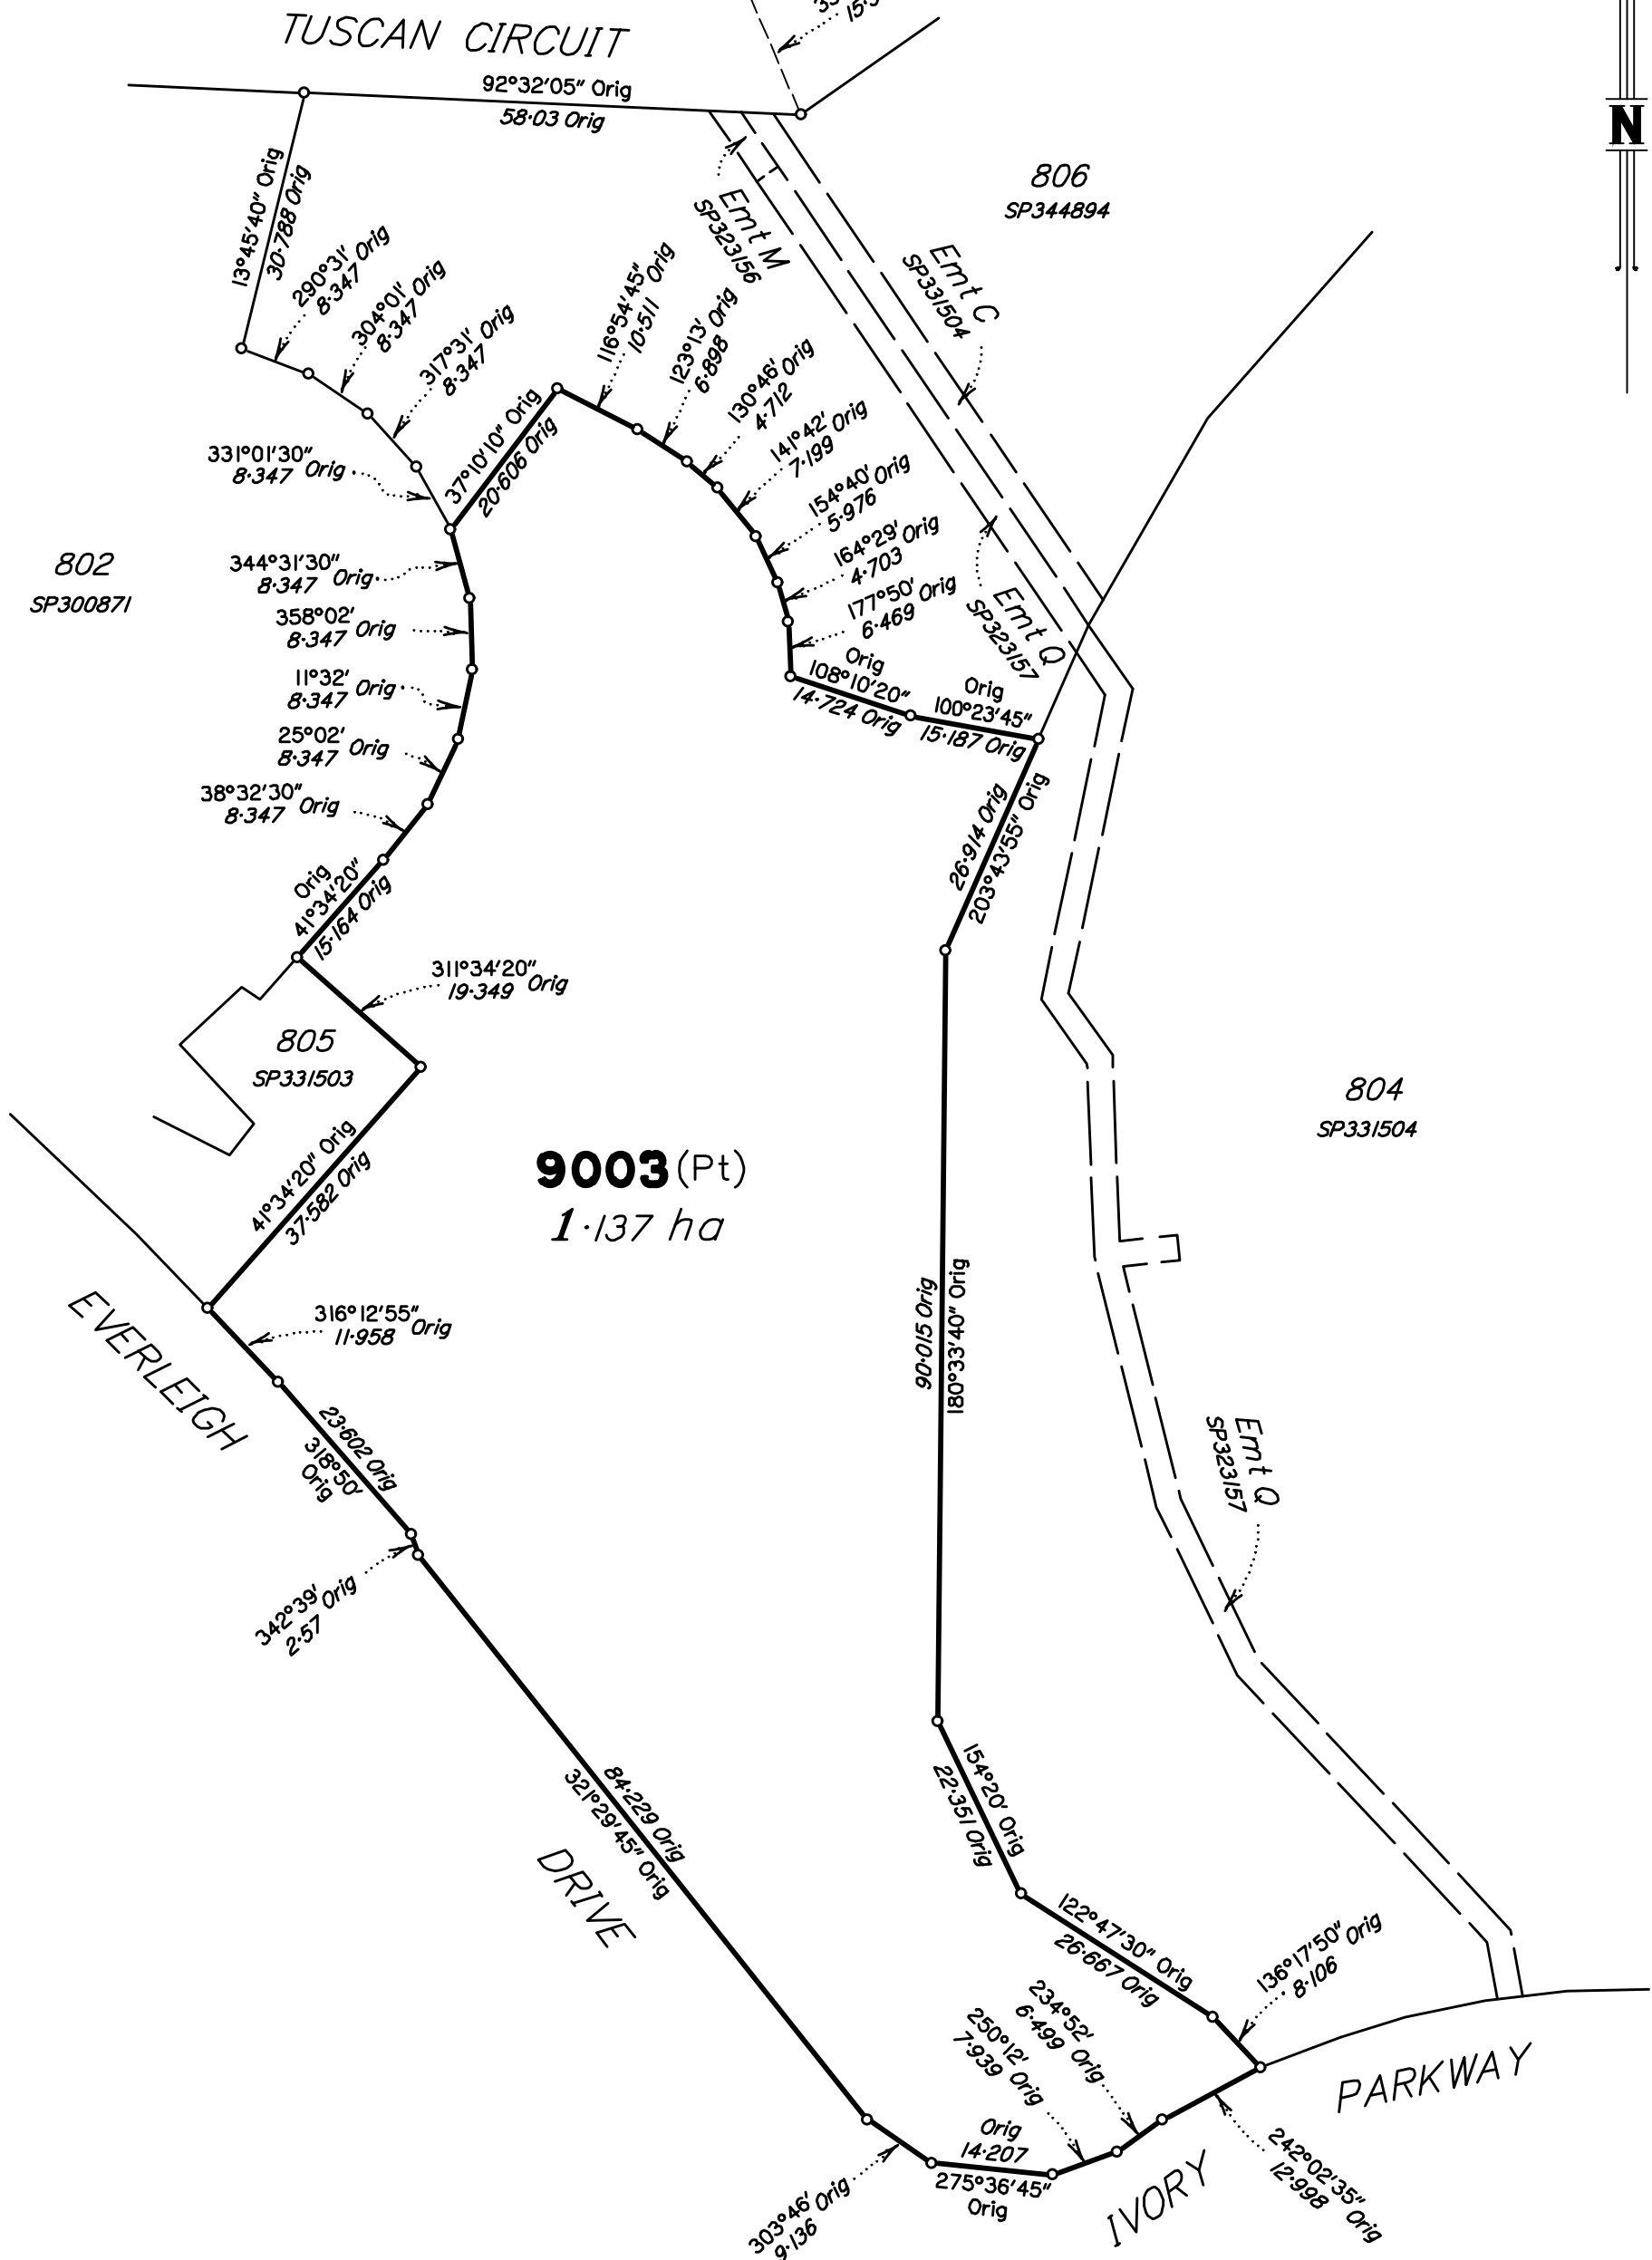 TUSCAN CIRCUIT
92°32'05" Orig
58·03 Orig
N
806
SP344894
13°45'40" Orig
30·788 Orig
290°31' Orig
8·347
304°01' Orig
8·347
317°31' Orig
8·347
331°01'30"
8·347 Orig
Emt M
SP323156
Emt C
SP331504
116°54'45" Orig
10·511
123°13' Orig
6·898
130°46' Orig
4·712
141°42' Orig
7·199
154°40' Orig
5·976
164°29' Orig
4·703
177°50' Orig
6·469
37°10'10" Orig
20·606 Orig
802
SP300871
344°31'30"
8·347 Orig
358°02'
8·347 Orig
11°32'
8·347 Orig
25°02'
8·347 Orig
38°32'30"
8·347 Orig
Emt Q
SP323157
Orig
108°10'20"
14·724 Orig
Orig
100°23'45"
15·187 Orig
26·914 Orig
203°43'55" Orig
Orig
41°34'20"
15·164 Orig
311°34'20"
19·349 Orig
805
SP331503
804
SP331504
41°34'20" Orig
37·582 Orig
9003 (Pt)
1·137 ha
90·015 Orig
180°33'40" Orig
EVERLEIGH
316°12'55"
11·958 Orig
23·602 Orig
318°50'
Orig
Emt Q
SP323157
342°39' Orig
2·57
84·229 Orig
321°29'45" Orig
DRIVE
154°20' Orig
22·351 Orig
122°47'30" Orig
26·667 Orig
136°17'50" Orig
8·106
234°52'
6·499 Orig
250°12'
7·939 Orig
PARKWAY
Orig
14·207
275°36'45"
Orig
IVORY
242°02'35"
12·998 Orig
303°46' Orig
9·136